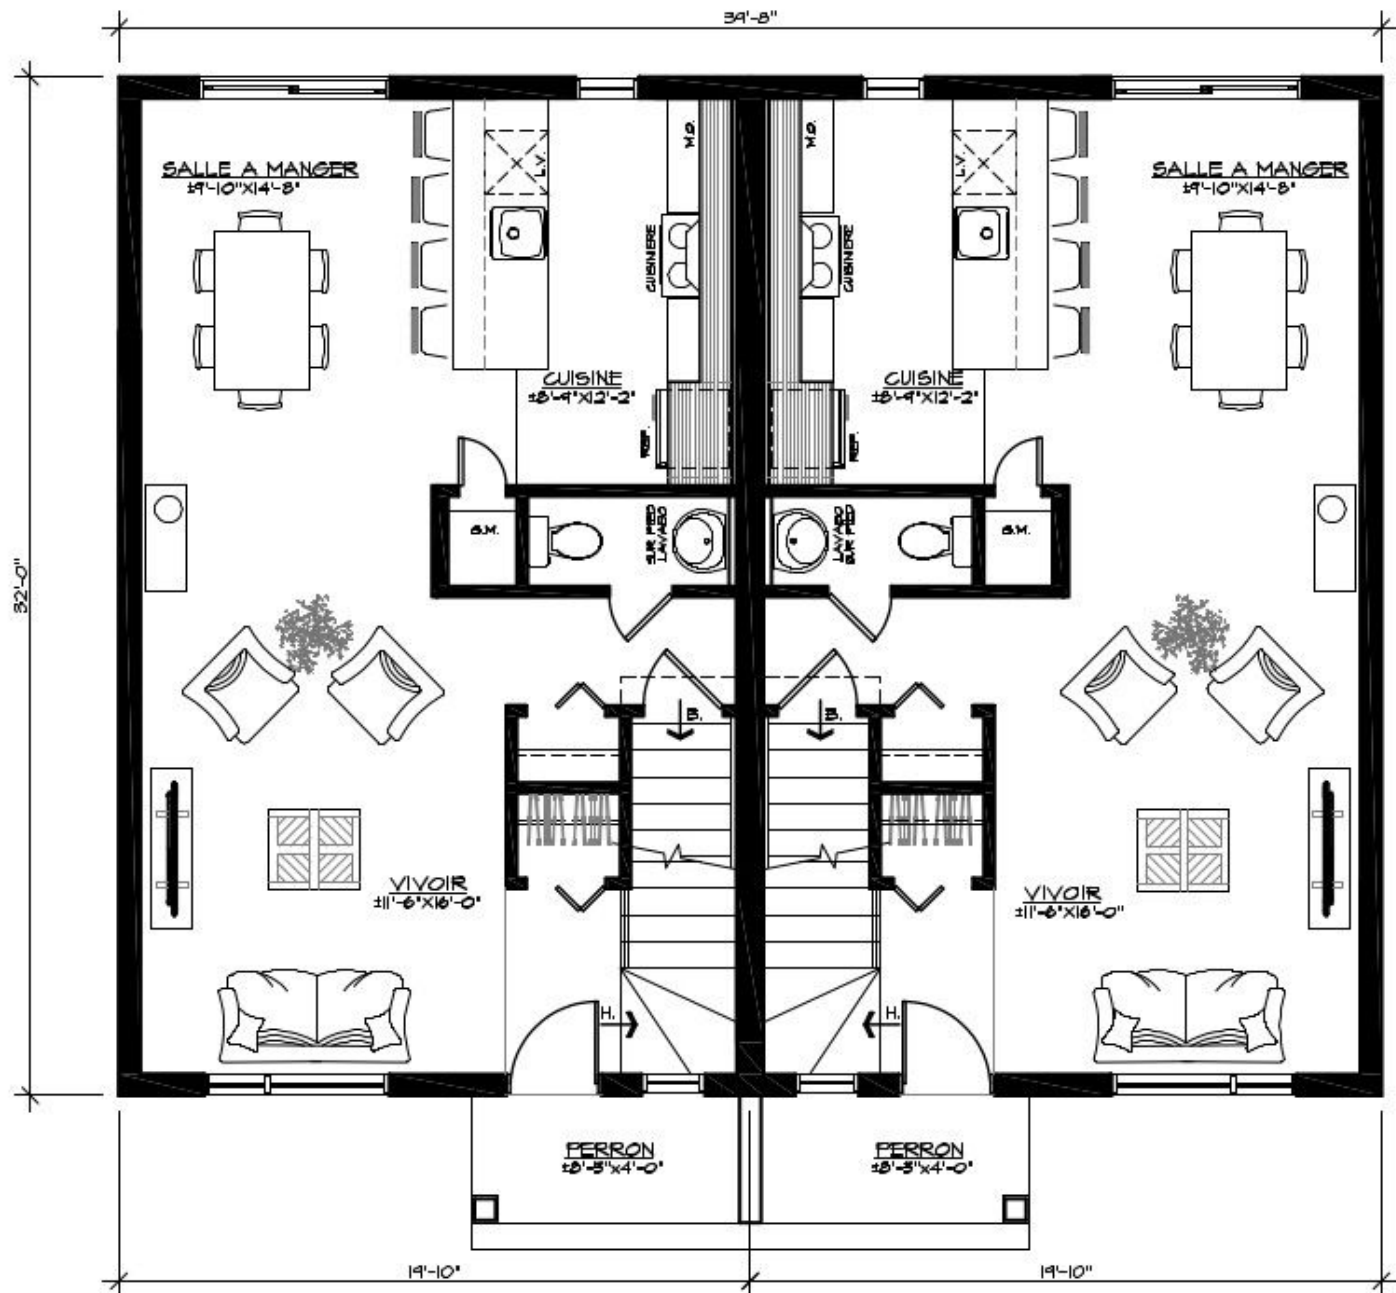 39'-8"
32'-0"
SALLE A MANGER
±9'-10"X14'-8"
L.V.
M.O.
CUISINIERE
M.O.
CUISINIERE
L.V.
SALLE A MANGER
±9'-10"X14'-8"
CUISINE
±8'-9"X12'-2"
REF.
REF.
CUISINE
±8'-9"X12'-2"
G.M.
LAVABO
SUR PIED
LAVABO
SUR PIED
G.M.
B.
B.
VIVOIR
±11'-6"X16'-0"
VIVOIR
±11'-6"X16'-0"
H.
H.
PERRON
±8'-3"x4'-0"
PERRON
±8'-3"x4'-0"
19'-10"
19'-10"